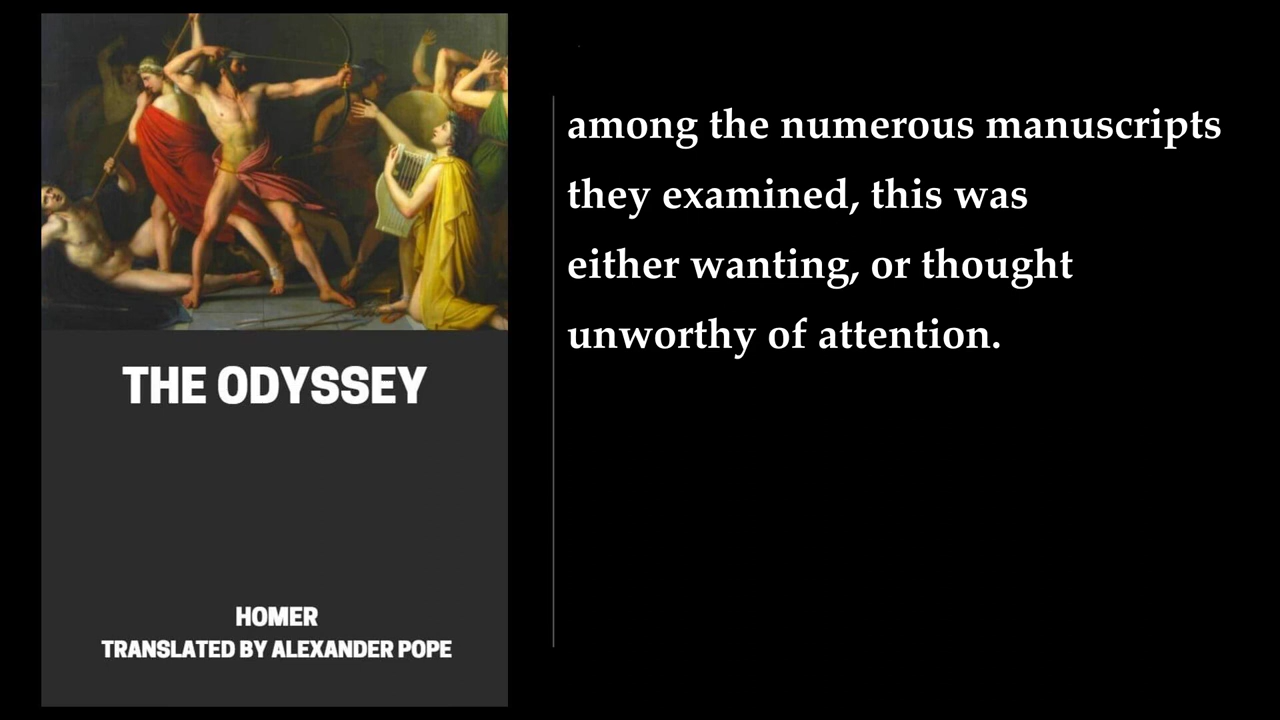 THE ODYSSEY
HOMER
TRANSLATED BY ALEXANDER POPE
among the numerous manuscripts
they examined, this was
either wanting, or thought
unworthy of attention.